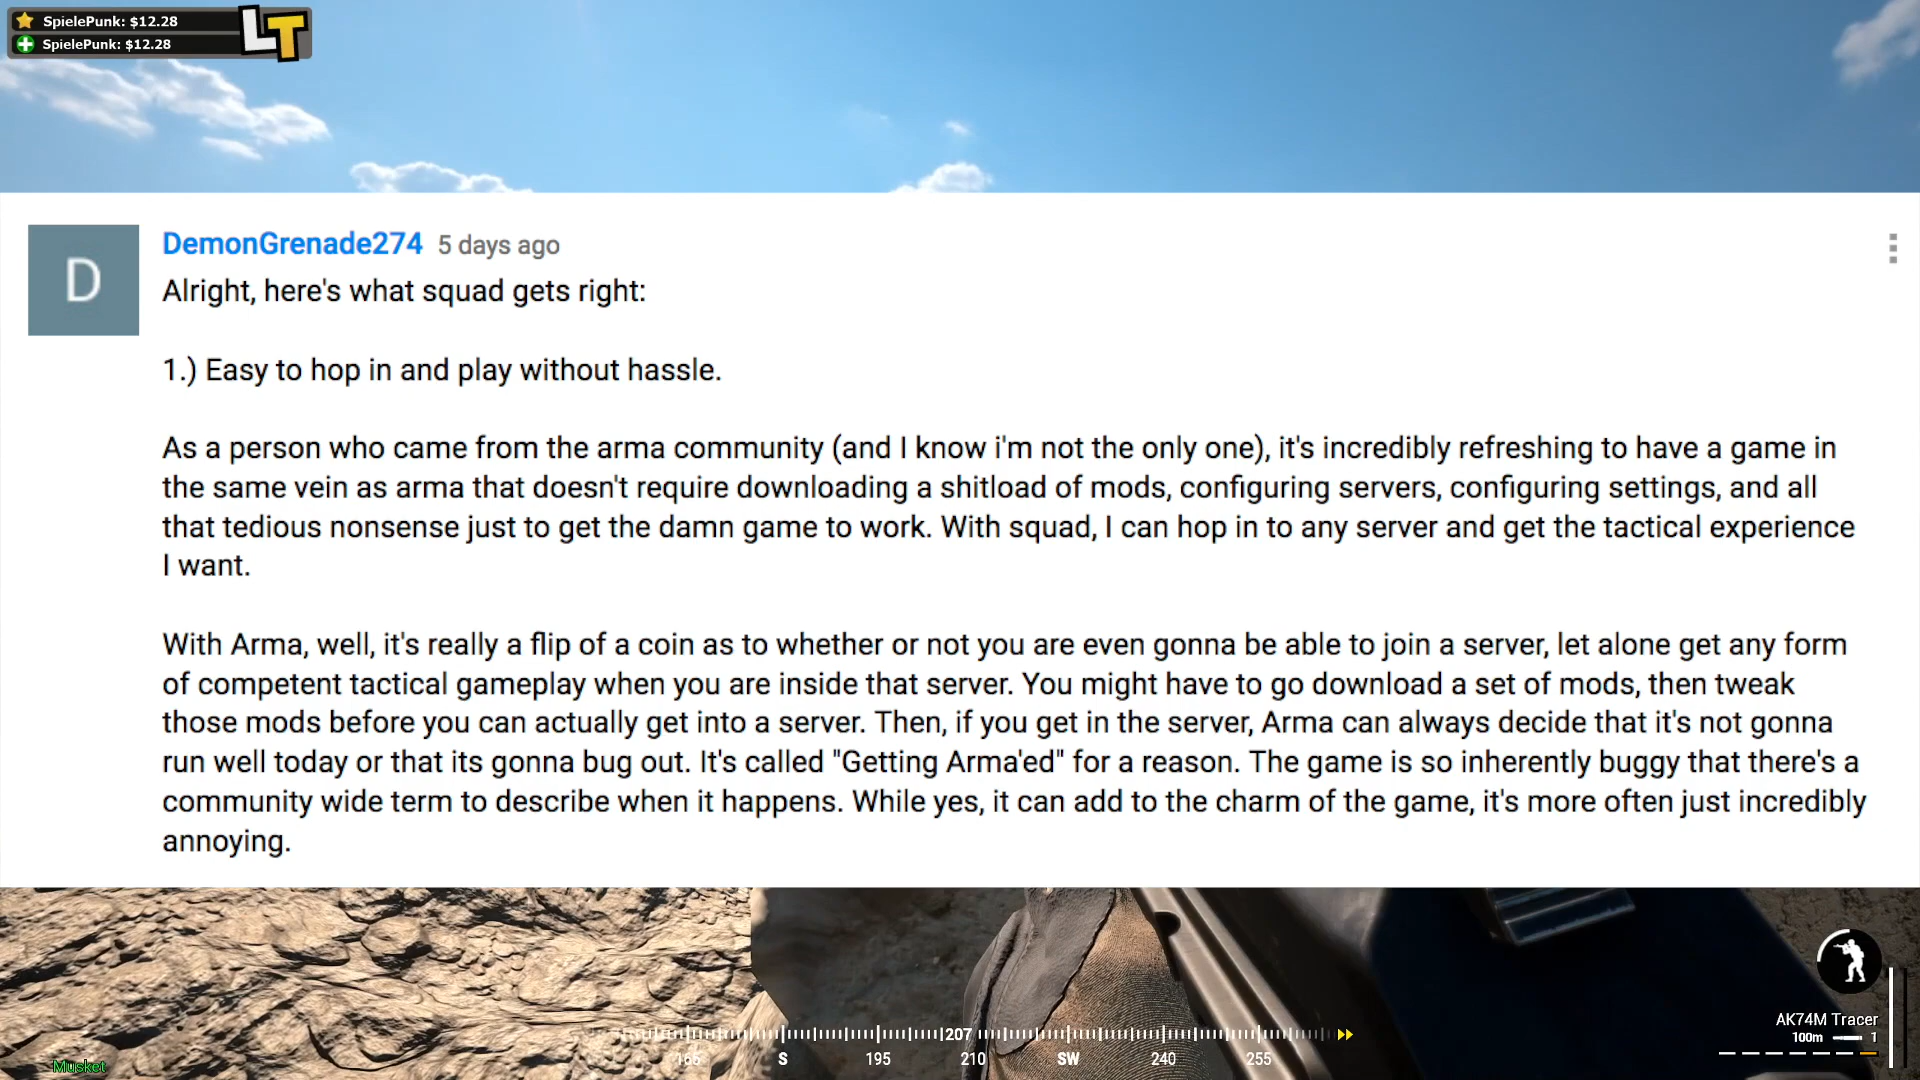 SpielePunk: $12.28
SpielePunk: $12.28
LT
D
DemonGrenade274 5 days ago
Alright, here's what squad gets right:
1.) Easy to hop in and play without hassle.
As a person who came from the arma community (and I know i'm not the only one), it's incredibly refreshing to have a game in
the same vein as arma that doesn't require downloading a shitload of mods, configuring servers, configuring settings, and all
that tedious nonsense just to get the damn game to work. With squad, I can hop in to any server and get the tactical experience
I want.
With Arma, well, it's really a flip of a coin as to whether or not you are even gonna be able to join a server, let alone get any form
of competent tactical gameplay when you are inside that server. You might have to go download a set of mods, then tweak
those mods before you can actually get into a server. Then, if you get in the server, Arma can always decide that it's not gonna
run well today or that its gonna bug out. It's called "Getting Arma'ed" for a reason. The game is so inherently buggy that there's a
community wide term to describe when it happens. While yes, it can add to the charm of the game, it's more often just incredibly
annoying.
AK74M Tracer
100m 1
207
165 S 195 210 SW 240 255
Musket